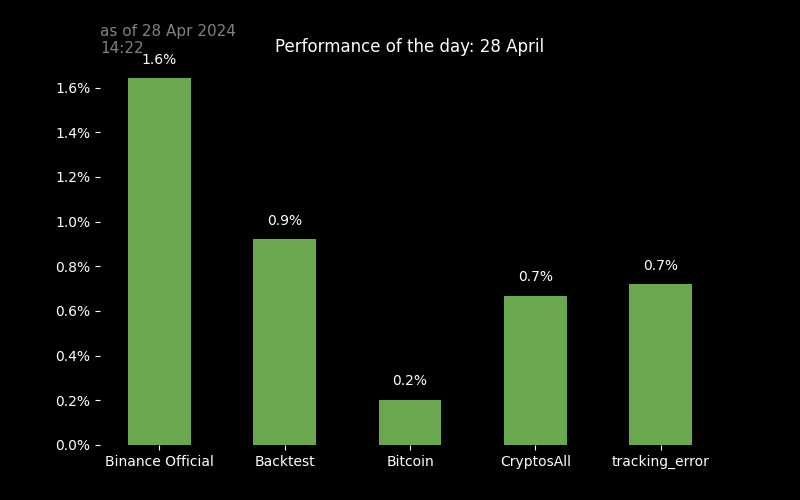 as of 28 Apr 2024
14:22
Performance of the day: 28 April
1.6%
1.6%
1.4%
1.2%
1.0%
0.8%
0.6%
0.4%
0.2%
0.0%
0.9%
0.2%
0.7%
0.7%
Binance Official
Backtest
Bitcoin
CryptosAll
tracking_error